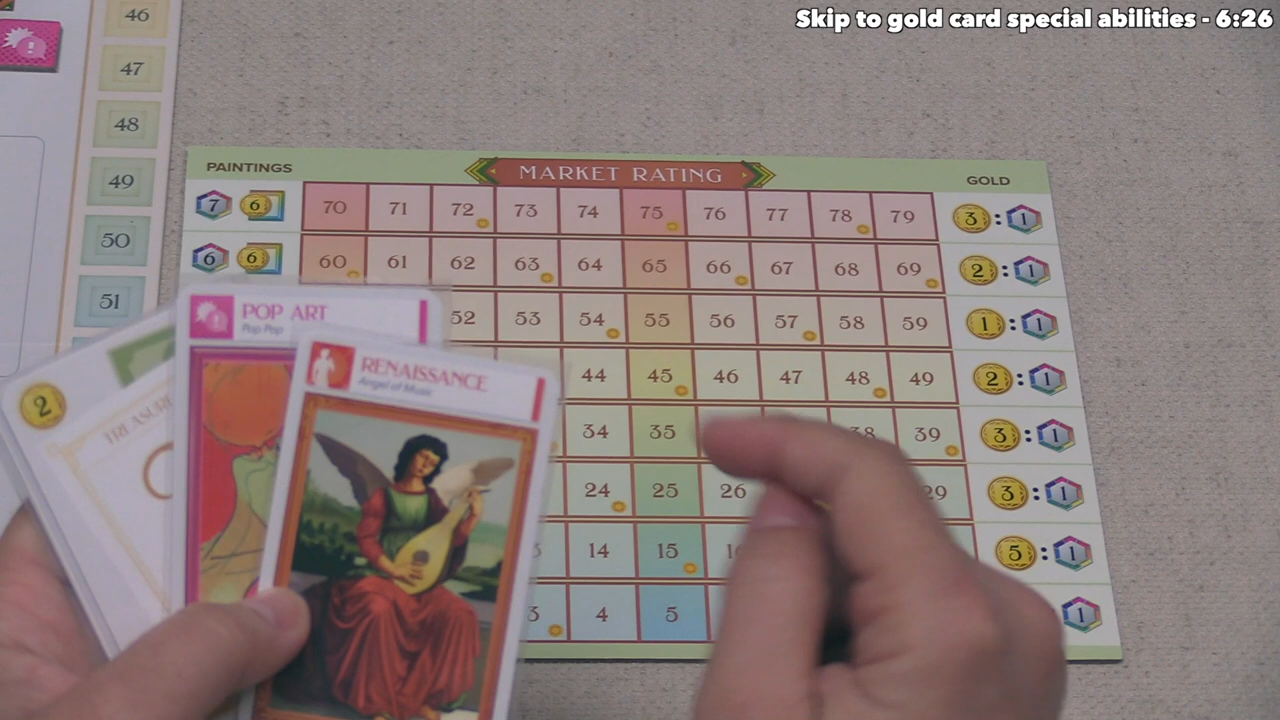 Skip to gold card special abilities - 6:26
46
47
48
49
50
51
PAINTINGS
MARKET RATING
GOLD
7 6 70 71 72 73 74 75 76 77 78 79 3 : 1
6 6 60 61 62 63 64 65 66 67 68 69 2 : 1
52 53 54 55 56 57 58 59 1 : 1
44 45 46 47 48 49 2 : 1
34 35 38 39 3 : 1
24 25 26 29 3 : 1
14 15 5 : 1
3 4 5 1
2
TREASURE
POP ART
Pop Pop
RENAISSANCE
Angel of Music